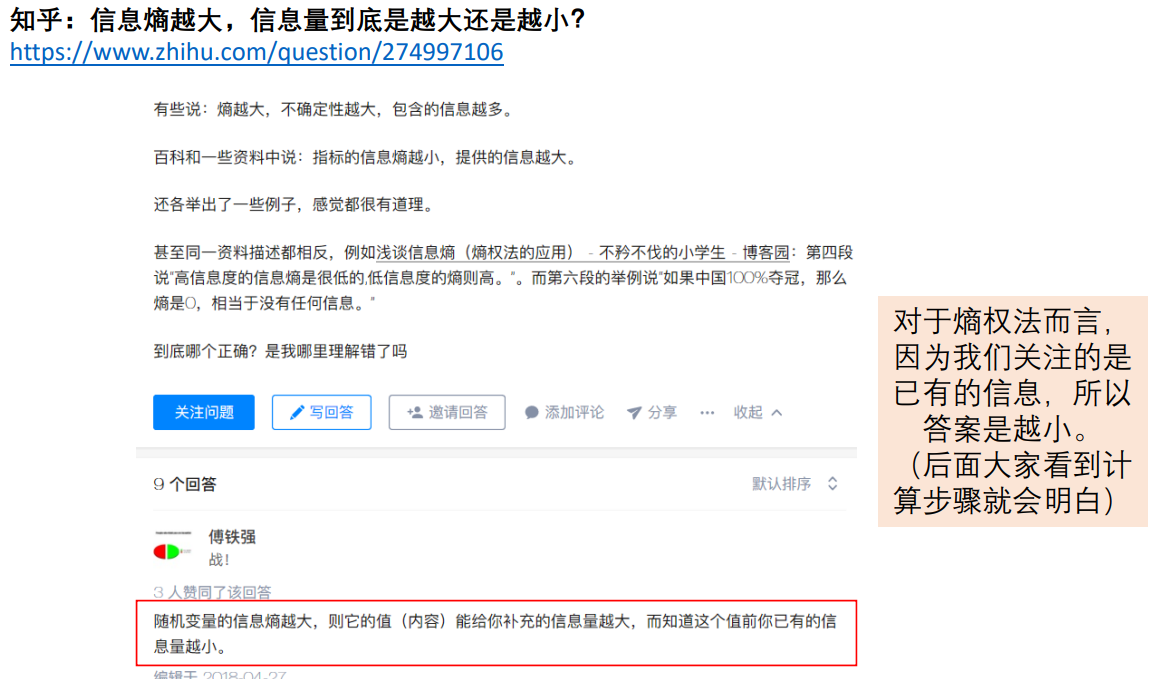 知乎：信息熵越大，信息量到底是越大还是越小？
https://www.zhihu.com/question/274997106
有些说：熵越大，不确定性越大，包含的信息越多。
百科和一些资料中说：指标的信息熵越小，提供的信息越大。
还各举出了一些例子，感觉都很有道理。
甚至同一资料描述都相反，例如浅谈信息熵（熵权法的应用） - 不矜不伐的小学生 - 博客园：第四段
说"高信息度的信息熵是很低的,低信息度的熵则高。"。而第六段的举例说"如果中国100%夺冠，那么
熵是0，相当于没有任何信息。"
到底哪个正确？是我哪里理解错了吗
关注问题 写回答 邀请回答 添加评论 分享 ··· 收起
9 个回答 默认排序
傅铁强
战！
3 人赞同了该回答
随机变量的信息熵越大，则它的值（内容）能给你补充的信息量越大，而知道这个值前你已有的信
息量越小。
编辑于 2018-04-27
对于熵权法而言，
因为我们关注的是
已有的信息，所以
答案是越小。
（后面大家看到计
算步骤就会明白）